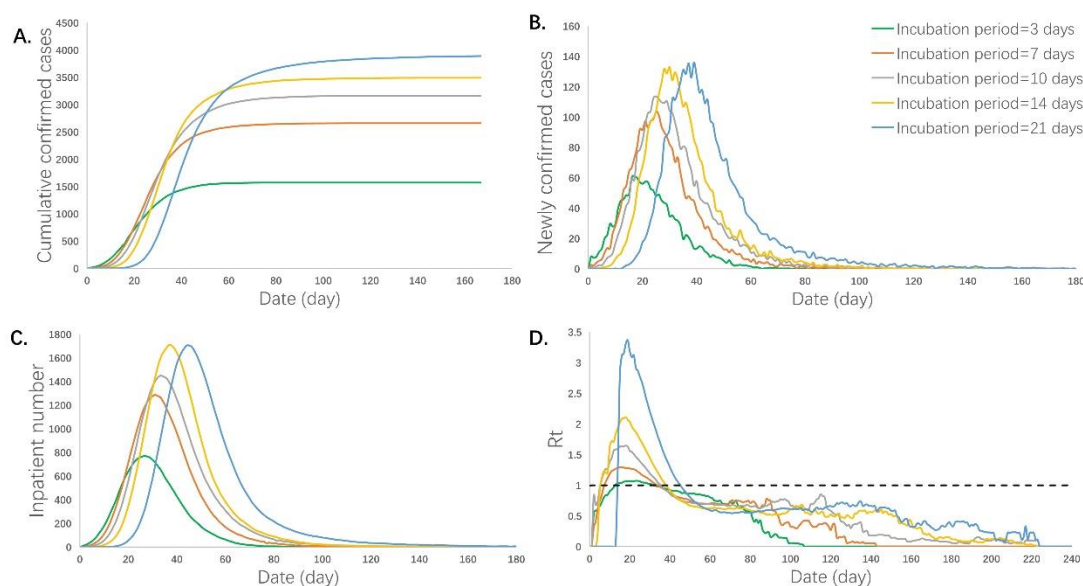 A.
Cumulative confirmed cases
4500
4000
3500
3000
2500
2000
1500
1000
500
0
0 20 40 60 80 100 120 140 160 180
Date (day)
B.
Newly confirmed cases
160
140
120
100
80
60
40
20
0
0 20 40 60 80 100 120 140 160 180
Date (day)
Incubation period=3 days
Incubation period=7 days
Incubation period=10 days
Incubation period=14 days
Incubation period=21 days
C.
Inpatient number
1800
1600
1400
1200
1000
800
600
400
200
0
0 20 40 60 80 100 120 140 160 180
Date (day)
D.
Rt
3.5
3
2.5
2
1.5
1
0.5
0
0 20 40 60 80 100 120 140 160 180 200 220 240
Date (day)